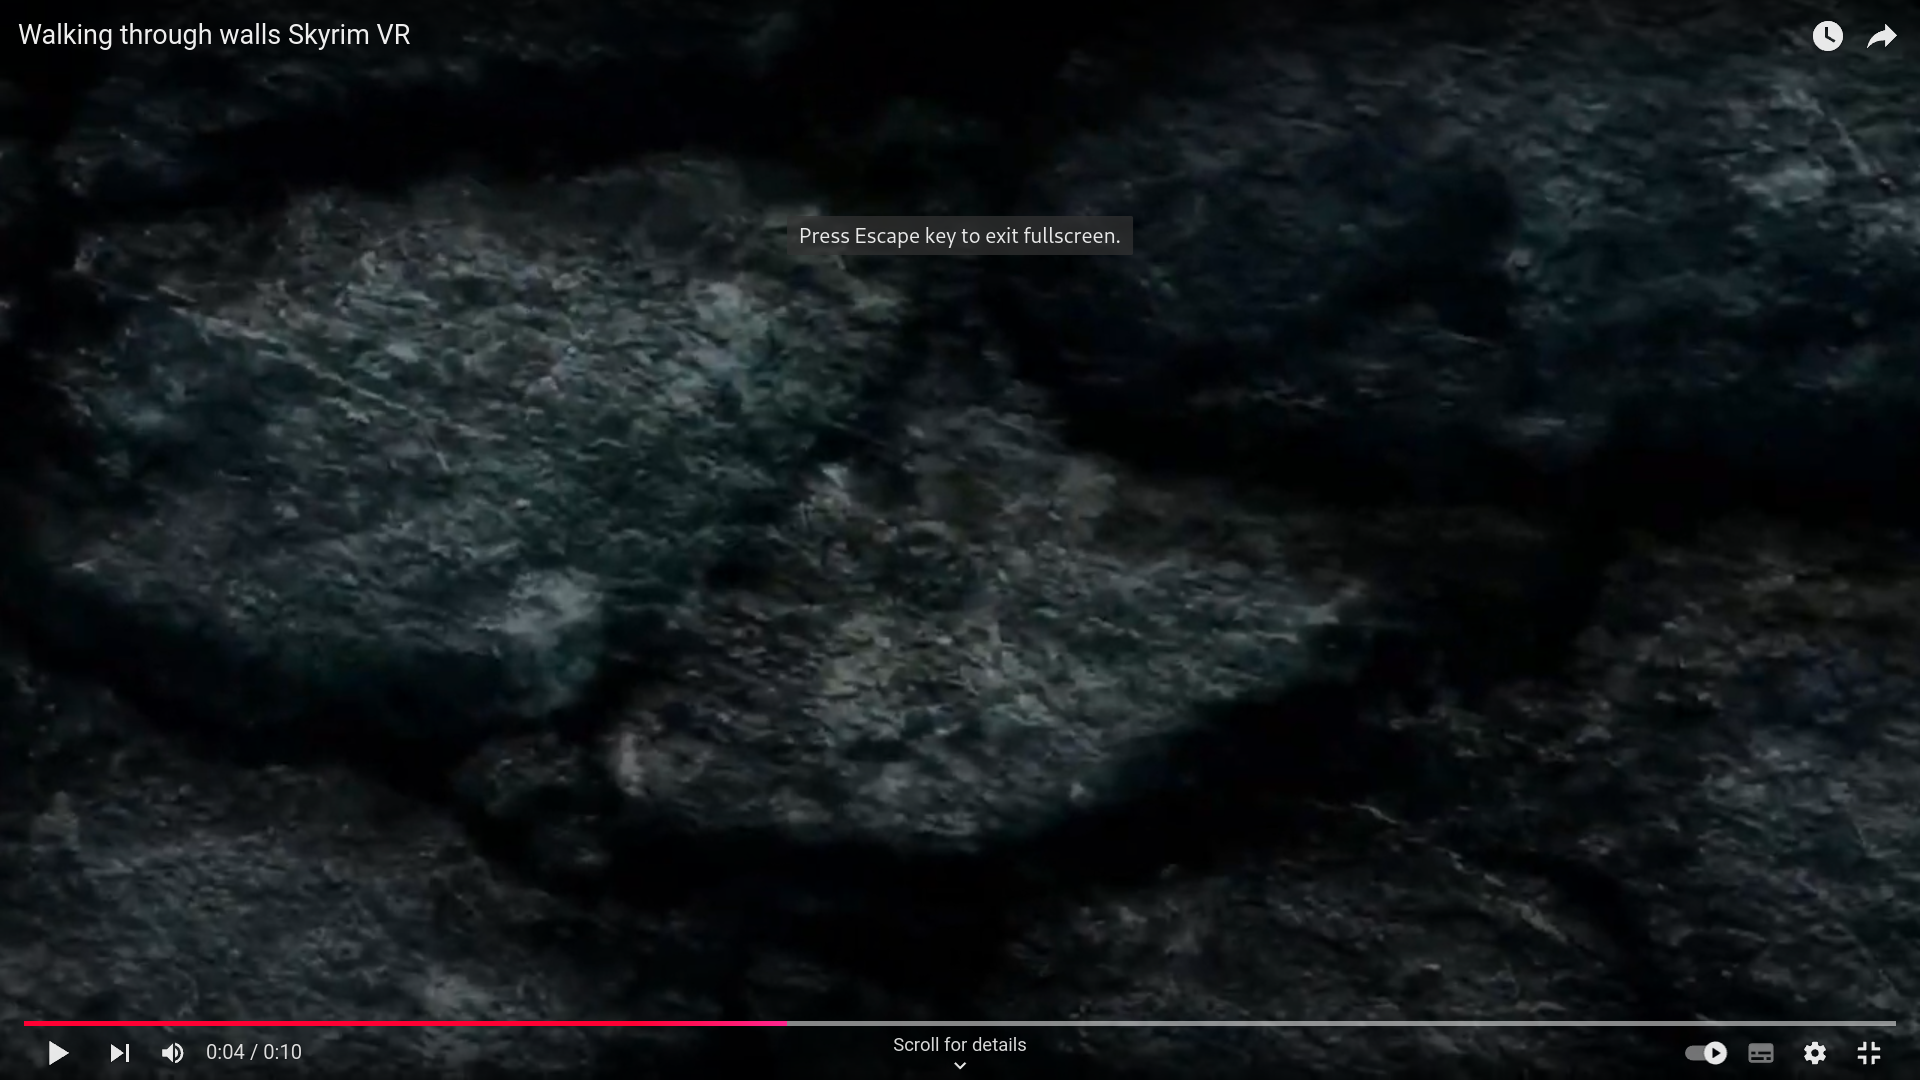 Walking through walls Skyrim VR
Press Escape key to exit fullscreen.
0:04 / 0:10
Scroll for details